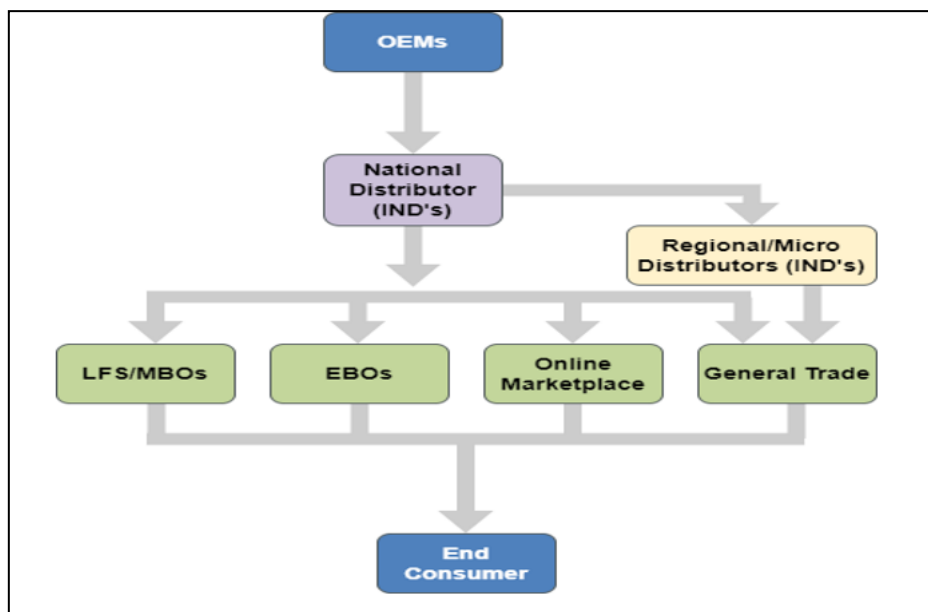 OEMs
National
Distributor
(IND's)
Regional/Micro
Distributors (IND's)
LFS/MBOs
EBOs
Online
Marketplace
General Trade
End
Consumer